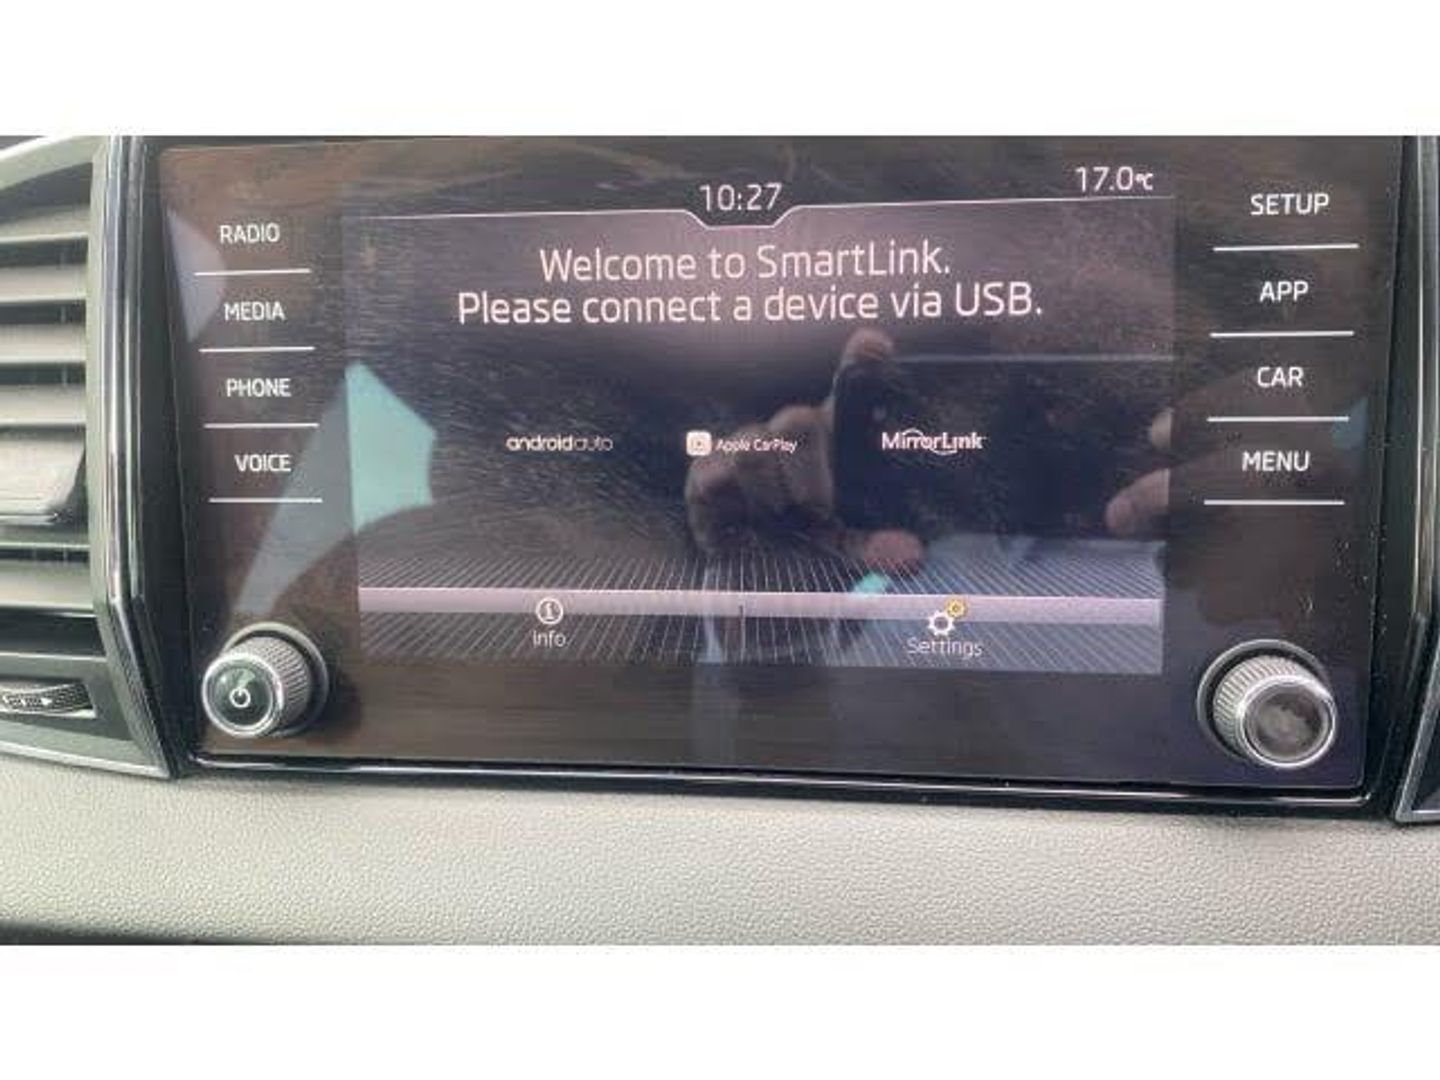 10:27
17.0°C
Welcome to SmartLink.
Please connect a device via USB.
RADIO
MEDIA
PHONE
VOICE
androidauto
Apple CarPlay
MirrorLink
SETUP
APP
CAR
MENU
Info
Settings